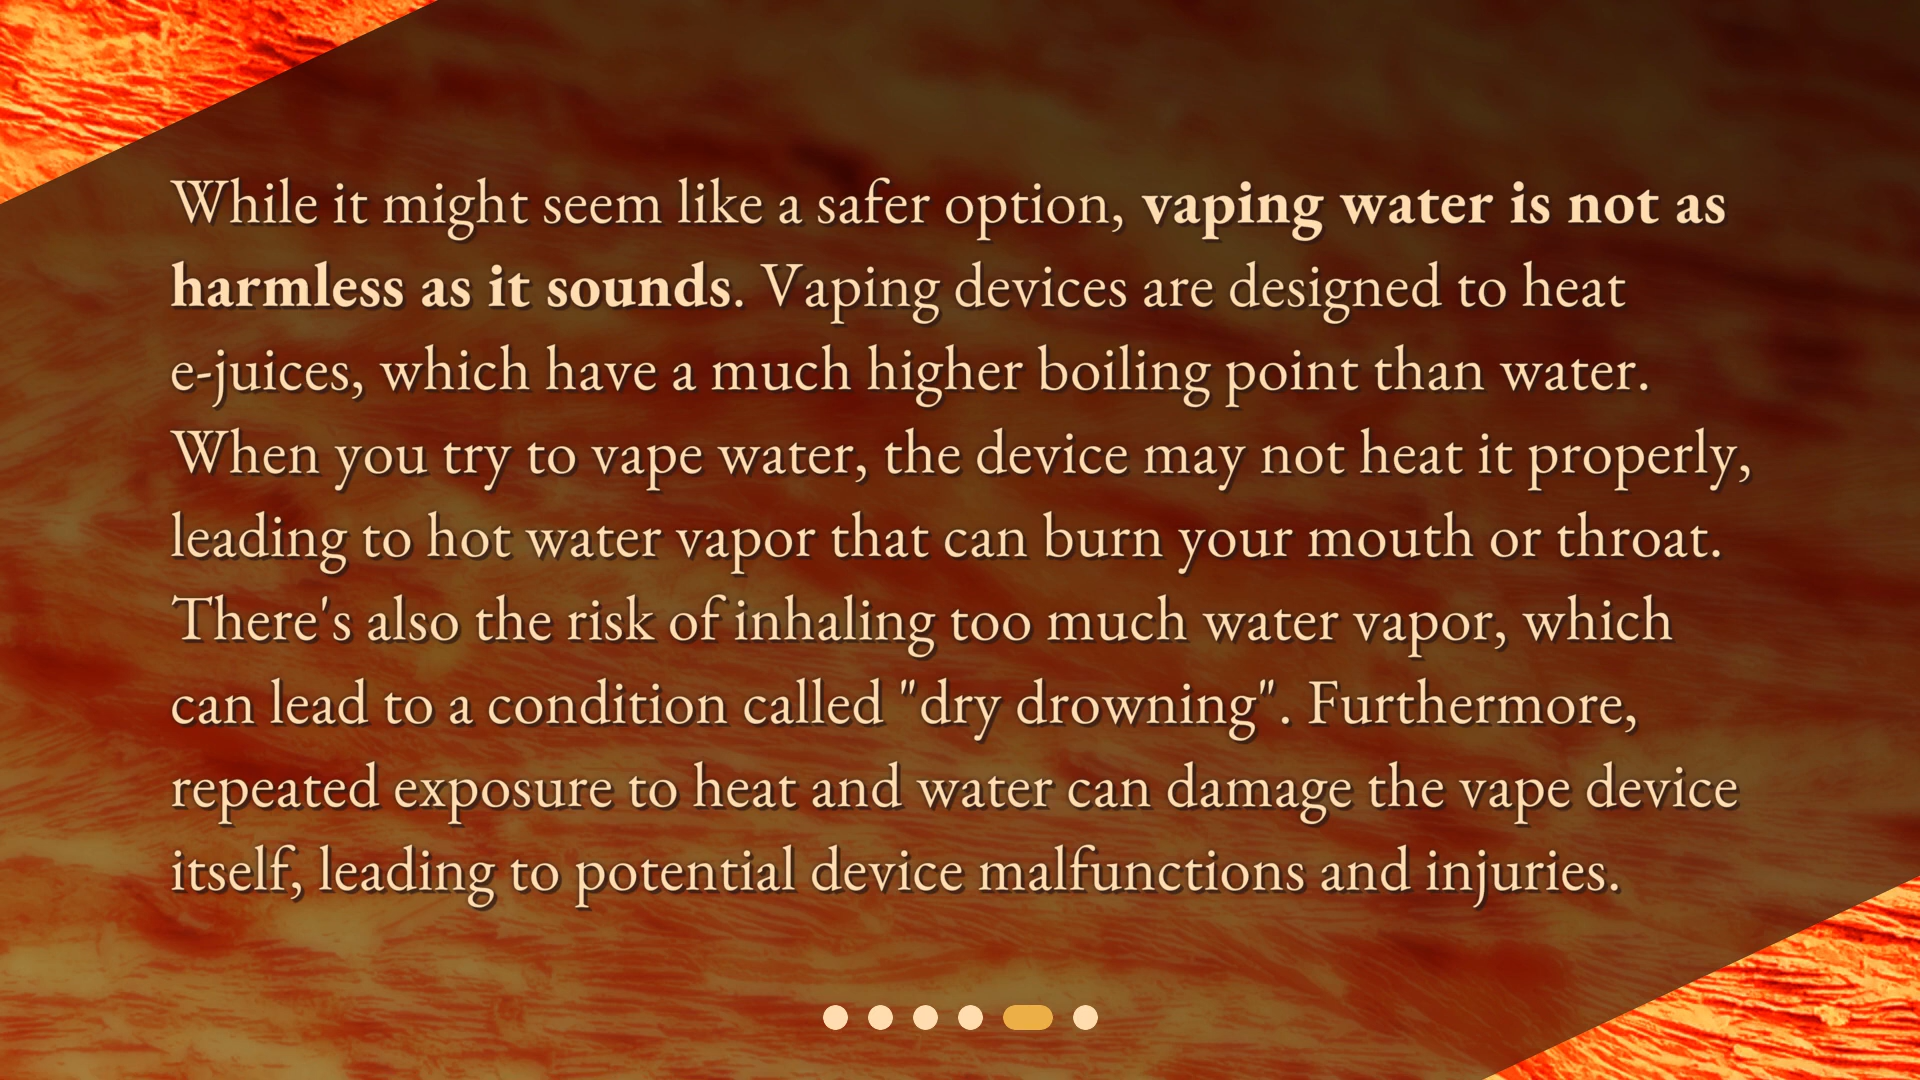 While it might seem like a safer option, vaping water is not as
harmless as it sounds. Vaping devices are designed to heat
e-juices, which have a much higher boiling point than water.
When you try to vape water, the device may not heat it properly,
leading to hot water vapor that can burn your mouth or throat.
There's also the risk of inhaling too much water vapor, which
can lead to a condition called "dry drowning". Furthermore,
repeated exposure to heat and water can damage the vape device
itself, leading to potential device malfunctions and injuries.